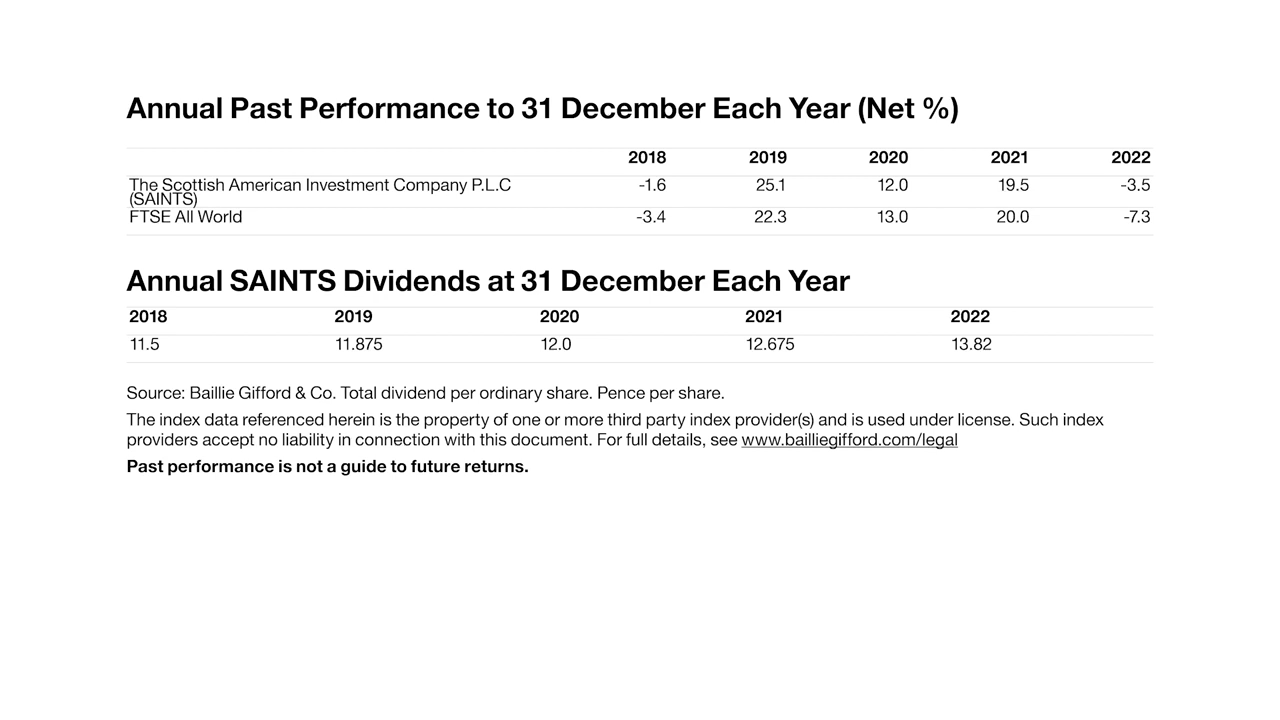 Annual Past Performance to 31 December Each Year (Net %)
2018 2019 2020 2021 2022
The Scottish American Investment Company P.L.C
(SAINTS) -1.6 25.1 12.0 19.5 -3.5
FTSE All World -3.4 22.3 13.0 20.0 -7.3
Annual SAINTS Dividends at 31 December Each Year
2018 2019 2020 2021 2022
11.5 11.875 12.0 12.675 13.82
Source: Baillie Gifford & Co. Total dividend per ordinary share. Pence per share.
The index data referenced herein is the property of one or more third party index provider(s) and is used under license. Such index
providers accept no liability in connection with this document. For full details, see www.bailliegifford.com/legal
Past performance is not a guide to future returns.